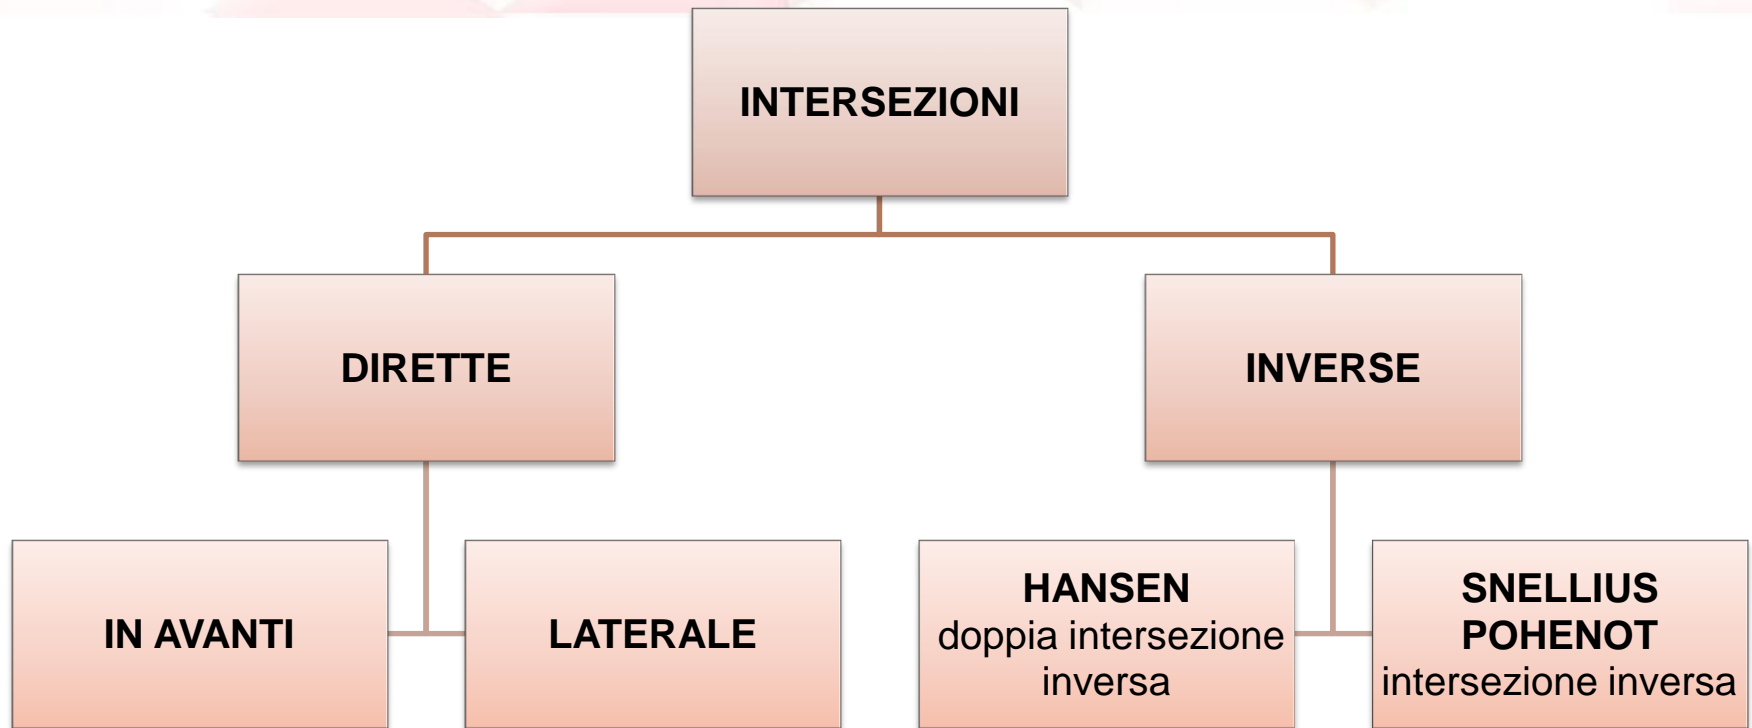 INTERSEZIONI
DIRETTE
INVERSE
IN AVANTI
LATERALE
HANSEN
doppia intersezione
inversa
SNELLIUS
POHENOT
intersezione inversa